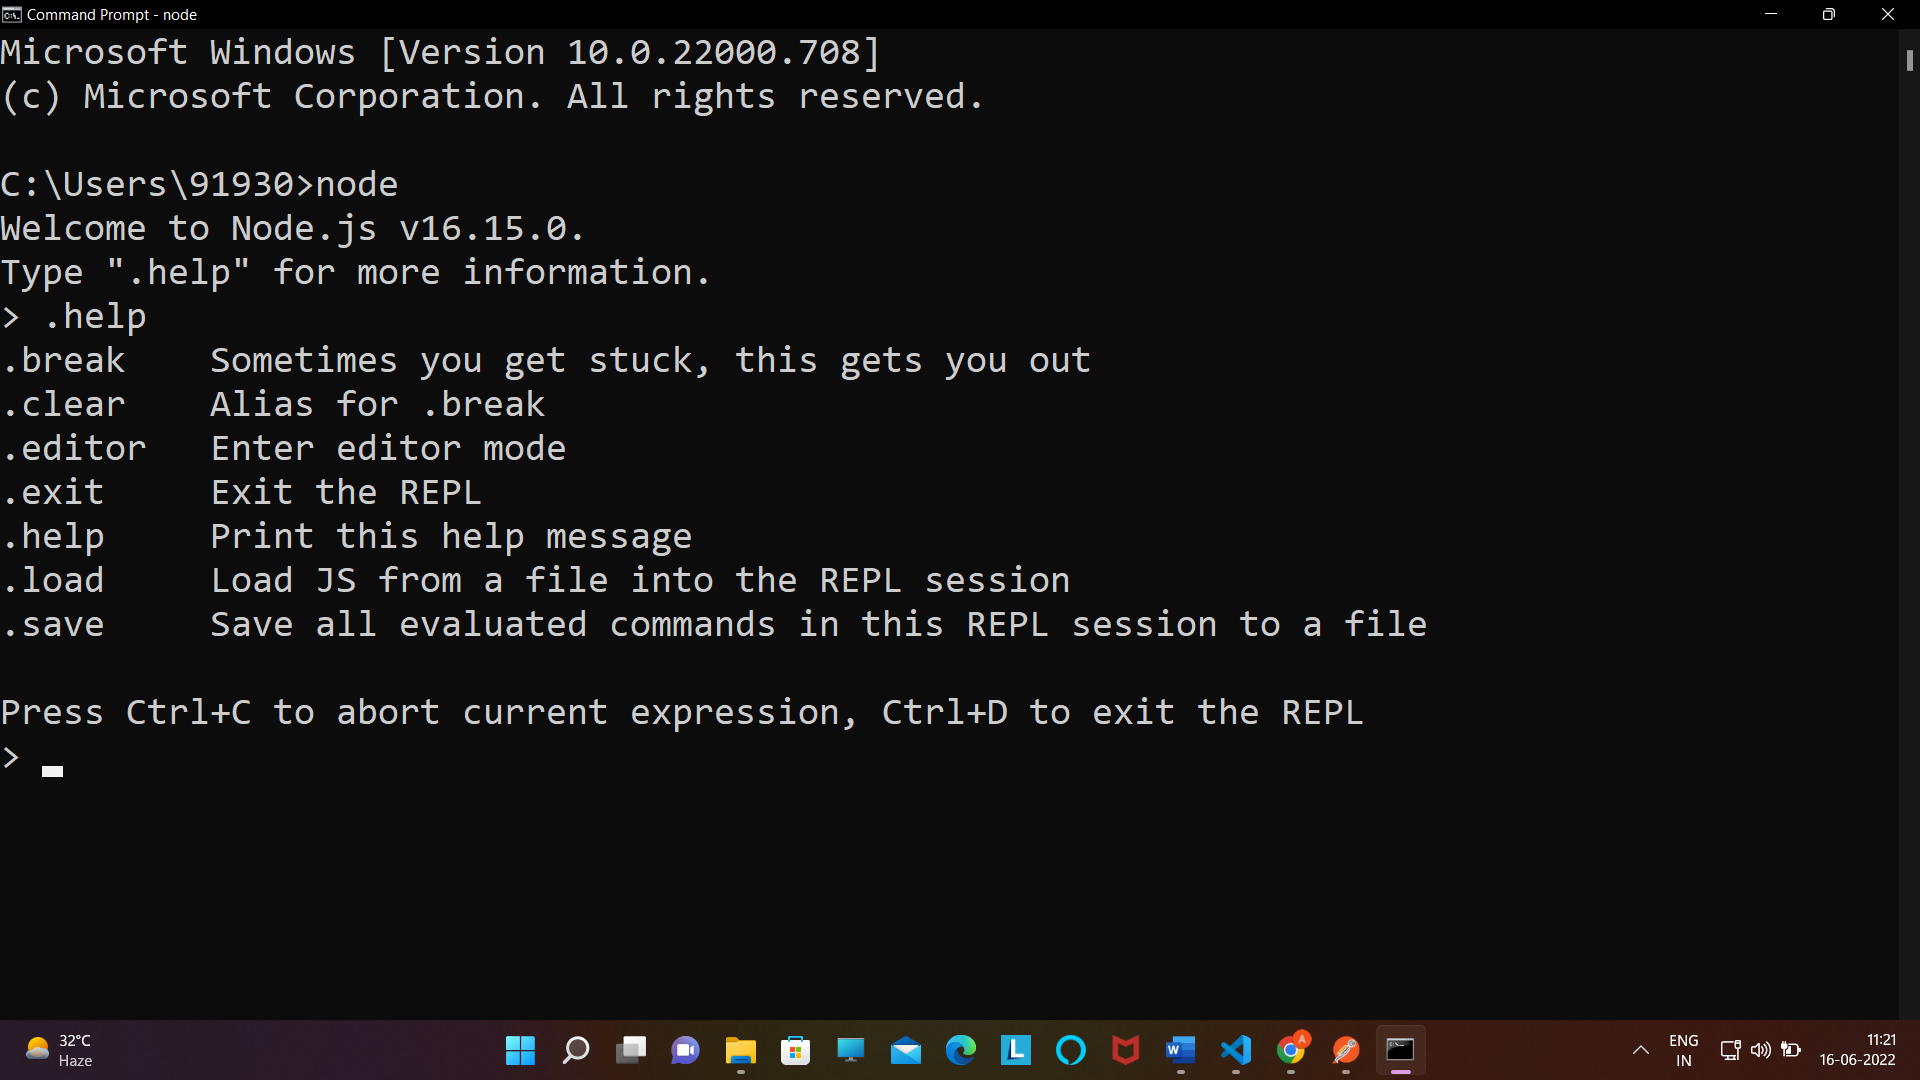 Command Prompt - node
Microsoft Windows [Version 10.0.22000.708]
(c) Microsoft Corporation. All rights reserved.
C:\Users\91930>node
Welcome to Node.js v16.15.0.
Type ".help" for more information.
> .help
.break    Sometimes you get stuck, this gets you out
.clear    Alias for .break
.editor   Enter editor mode
.exit     Exit the REPL
.help     Print this help message
.load     Load JS from a file into the REPL session
.save     Save all evaluated commands in this REPL session to a file
Press Ctrl+C to abort current expression, Ctrl+D to exit the REPL
>
32°C
Haze
ENG
IN
11:21
16-06-2022